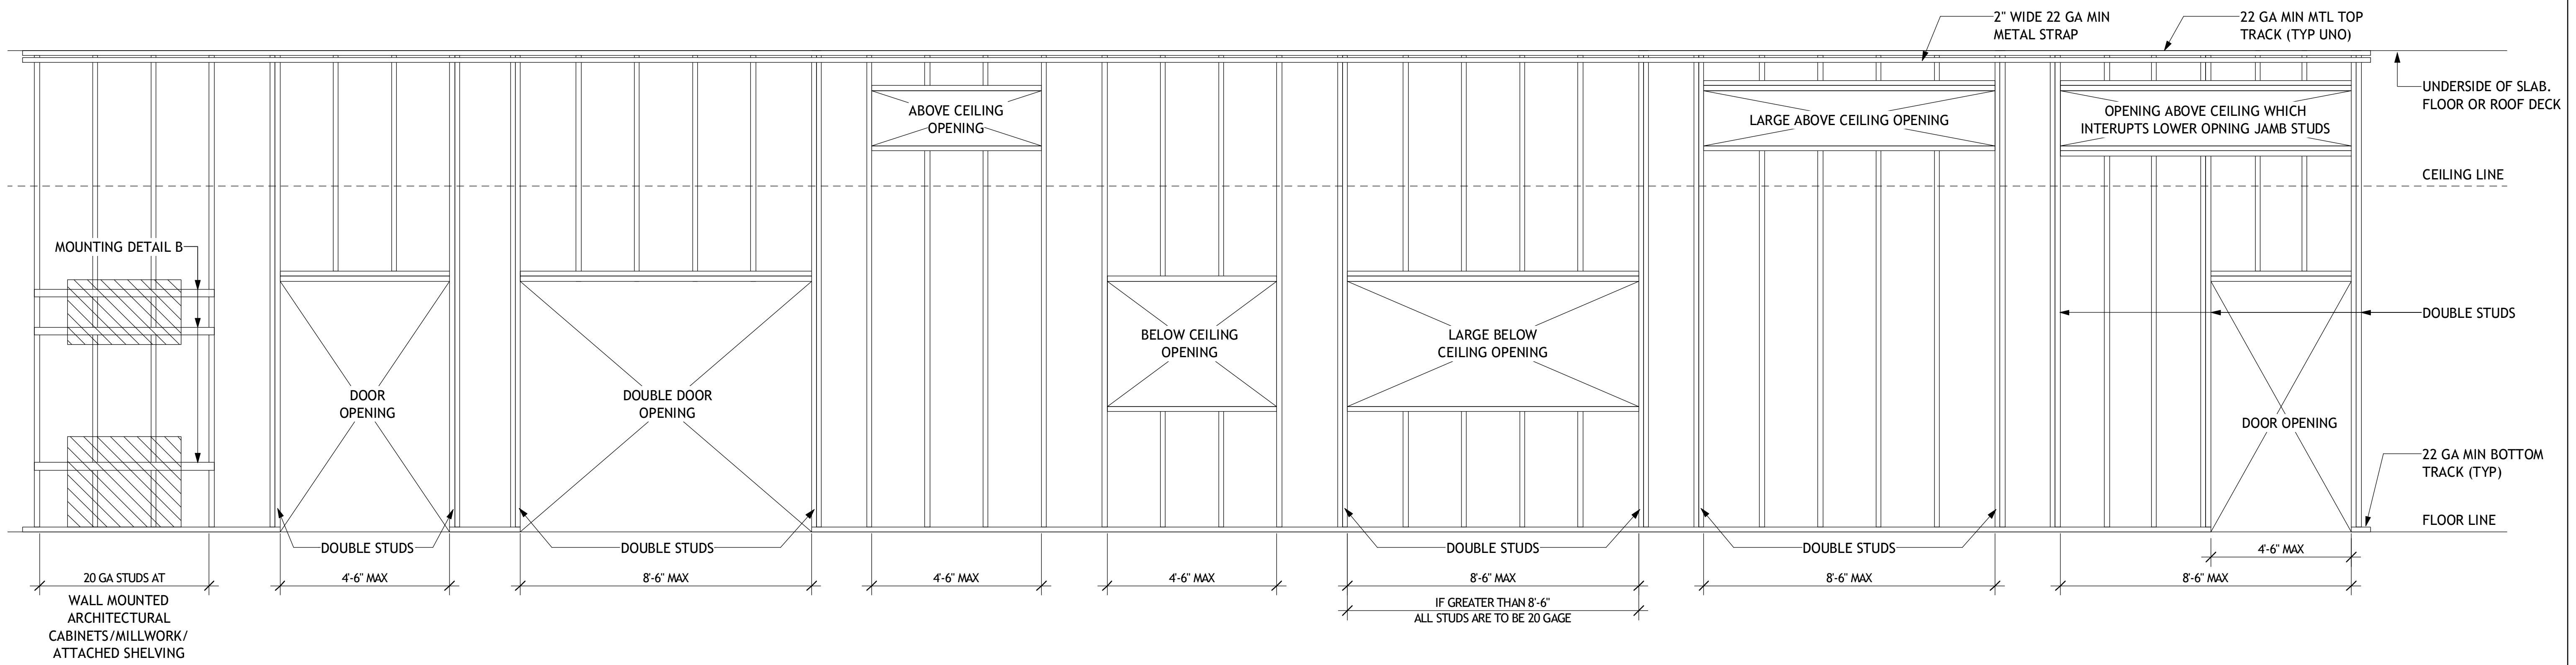 2" WIDE 22 GA MIN
METAL STRAP
22 GA MIN MTL TOP
TRACK (TYP UNO)
UNDERSIDE OF SLAB.
FLOOR OR ROOF DECK
ABOVE CEILING
OPENING
LARGE ABOVE CEILING OPENING
OPENING ABOVE CEILING WHICH
INTERUPTS LOWER OPNING JAMB STUDS
CEILING LINE
MOUNTING DETAIL B
DOUBLE STUDS
BELOW CEILING
OPENING
LARGE BELOW
CEILING OPENING
DOOR
OPENING
DOUBLE DOOR
OPENING
DOOR OPENING
22 GA MIN BOTTOM
TRACK (TYP)
FLOOR LINE
DOUBLE STUDS
DOUBLE STUDS
DOUBLE STUDS
DOUBLE STUDS
4'-6" MAX
20 GA STUDS AT
WALL MOUNTED
ARCHITECTURAL
CABINETS/MILLWORK/
ATTACHED SHELVING
4'-6" MAX
8'-6" MAX
4'-6" MAX
4'-6" MAX
8'-6" MAX
IF GREATER THAN 8'-6"
ALL STUDS ARE TO BE 20 GAGE
8'-6" MAX
8'-6" MAX